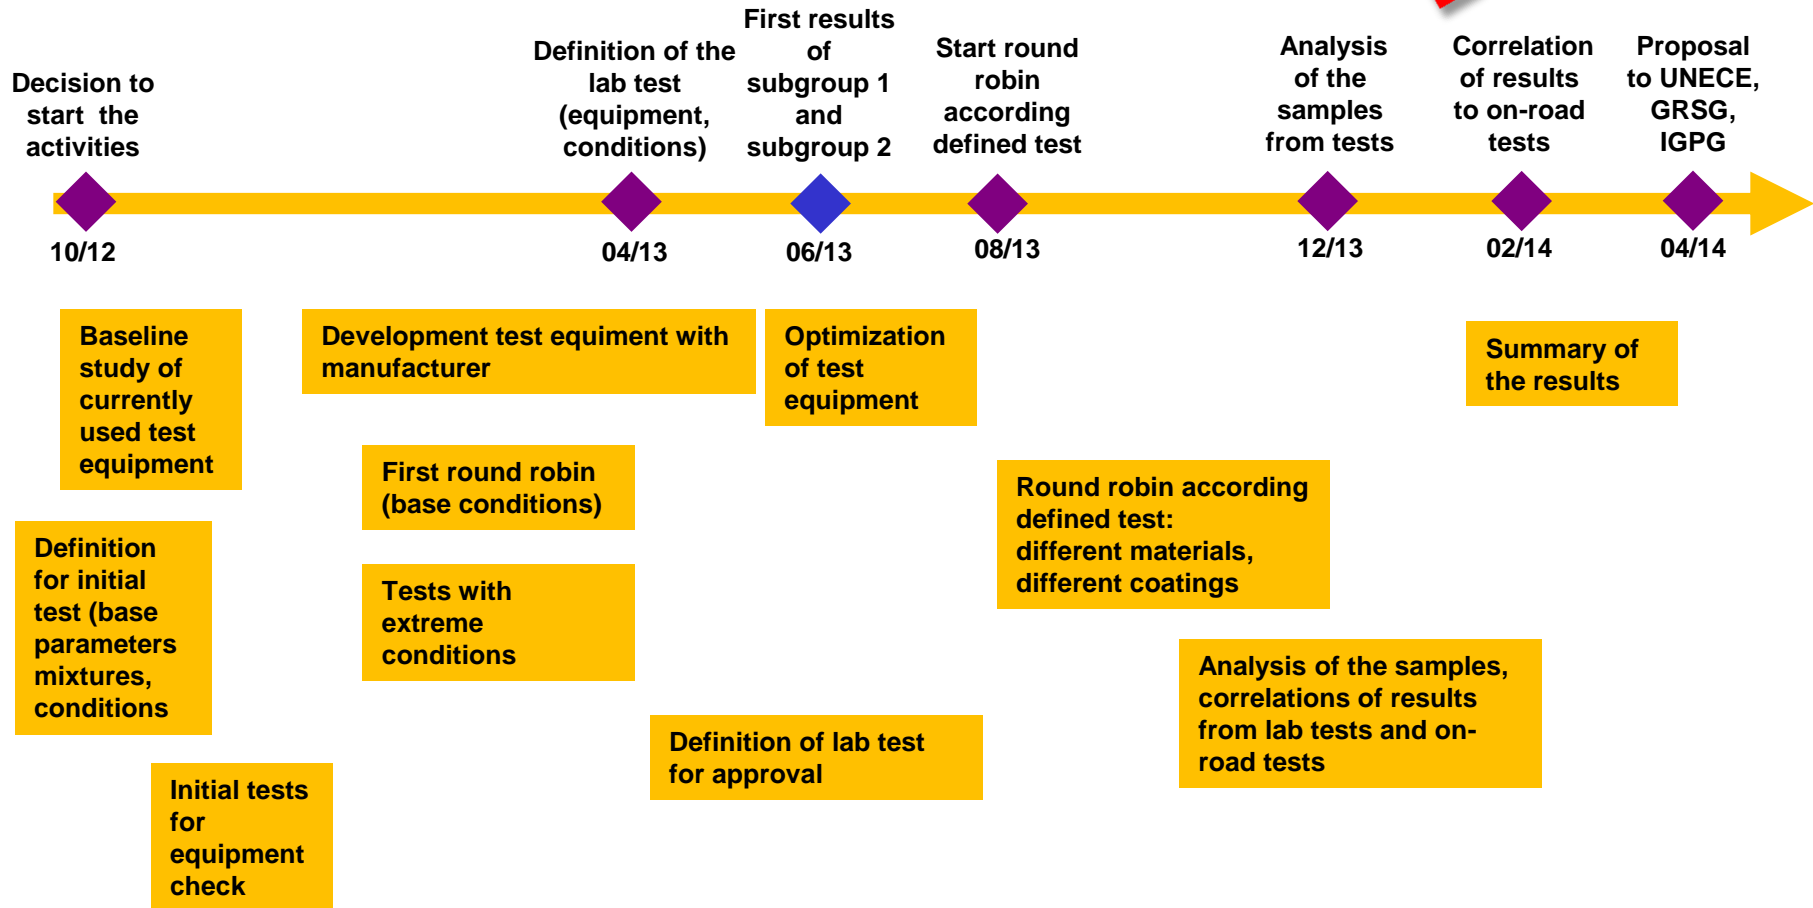 Decision to
start the
activities
Definition of the
lab test
(equipment,
conditions)
First results
of
subgroup 1
and
subgroup 2
Start round
robin
according
defined test
Analysis
of the
samples
from tests
Correlation
of results
to on-road
tests
Proposal
to UNECE,
GRSG,
IGPG
10/12
04/13
06/13
08/13
12/13
02/14
04/14
Baseline
study of
currently
used test
equipment
Development test equiment with
manufacturer
Optimization
of test
equipment
Summary of
the results
First round robin
(base conditions)
Round robin according
defined test:
different materials,
different coatings
Definition
for initial
test (base
parameters
mixtures,
conditions
Tests with
extreme
conditions
Analysis of the samples,
correlations of results
from lab tests and on-
road tests
Definition of lab test
for approval
Initial tests
for
equipment
check